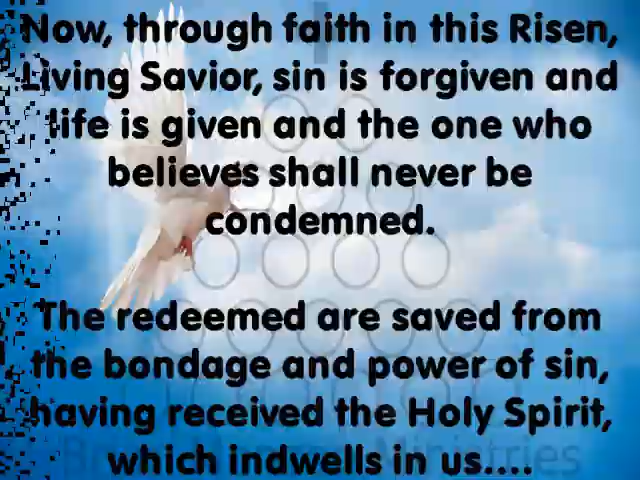 Now, through faith in this Risen,
Living Savior, sin is forgiven and
life is given and the one who
believes shall never be
condemned.
The redeemed are saved from
the bondage and power of sin,
having received the Holy Spirit,
which indwells in us....
Ministries